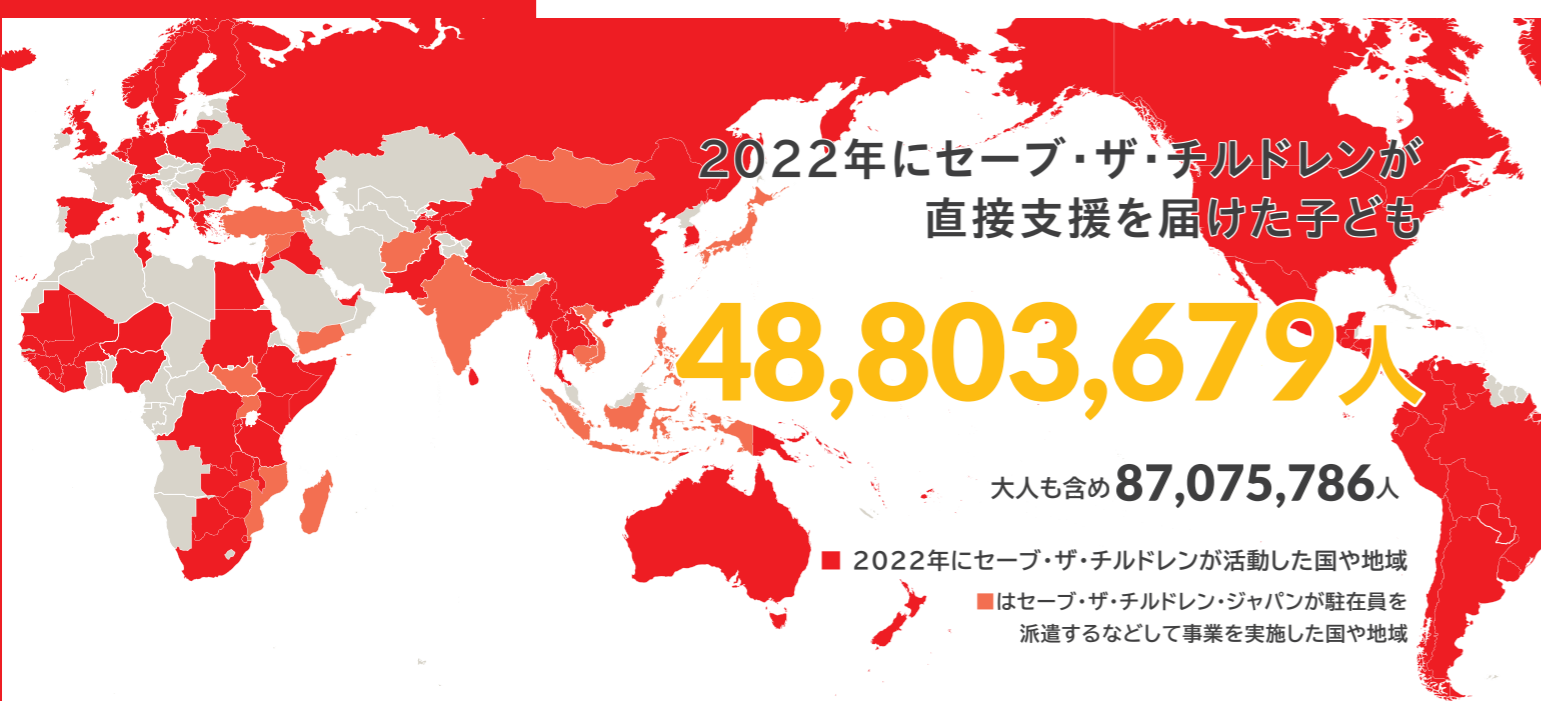 2022年にセーブ・ザ・チルドレンが
直接支援を届けた子ども
48,803,679人
大人も含め87,075,786人
■ 2022年にセーブ・ザ・チルドレンが活動した国や地域
■はセーブ・ザ・チルドレン・ジャパンが駐在員を
派遣するなどして事業を実施した国や地域